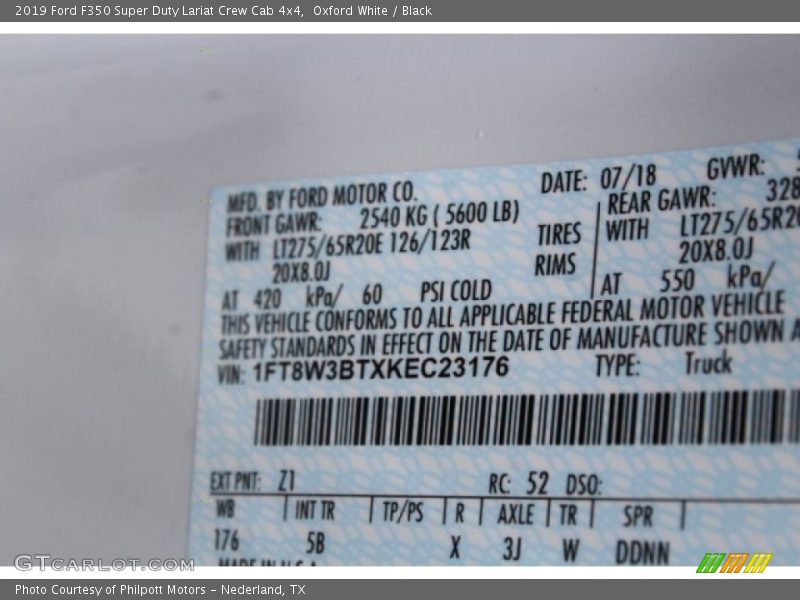 2019 Ford F350 Super Duty Lariat Crew Cab 4x4, Oxford White / Black
MFD. BY FORD MOTOR CO. DATE: 07/18 GVWR:
FRONT GAWR: 2540 KG ( 5600 LB) REAR GAWR: 328
WITH LT275/65R20E 126/123R TIRES WITH LT275/65R20
20X8.0J RIMS 20X8.0J
AT 420 kPa/ 60 PSI COLD AT 550 kPa/
THIS VEHICLE CONFORMS TO ALL APPLICABLE FEDERAL MOTOR VEHICLE
SAFETY STANDARDS IN EFFECT ON THE DATE OF MANUFACTURE SHOWN A
VIN: 1FT8W3BTXKEC23176 TYPE: Truck
EXT PNT: Z1 RC: 52 DSO:
WB INT TR TP/PS R AXLE TR SPR
176 5B X 3J W DDNN
MADE IN U.S.A.
GTCARLOT.COM
Photo Courtesy of Philpott Motors - Nederland, TX